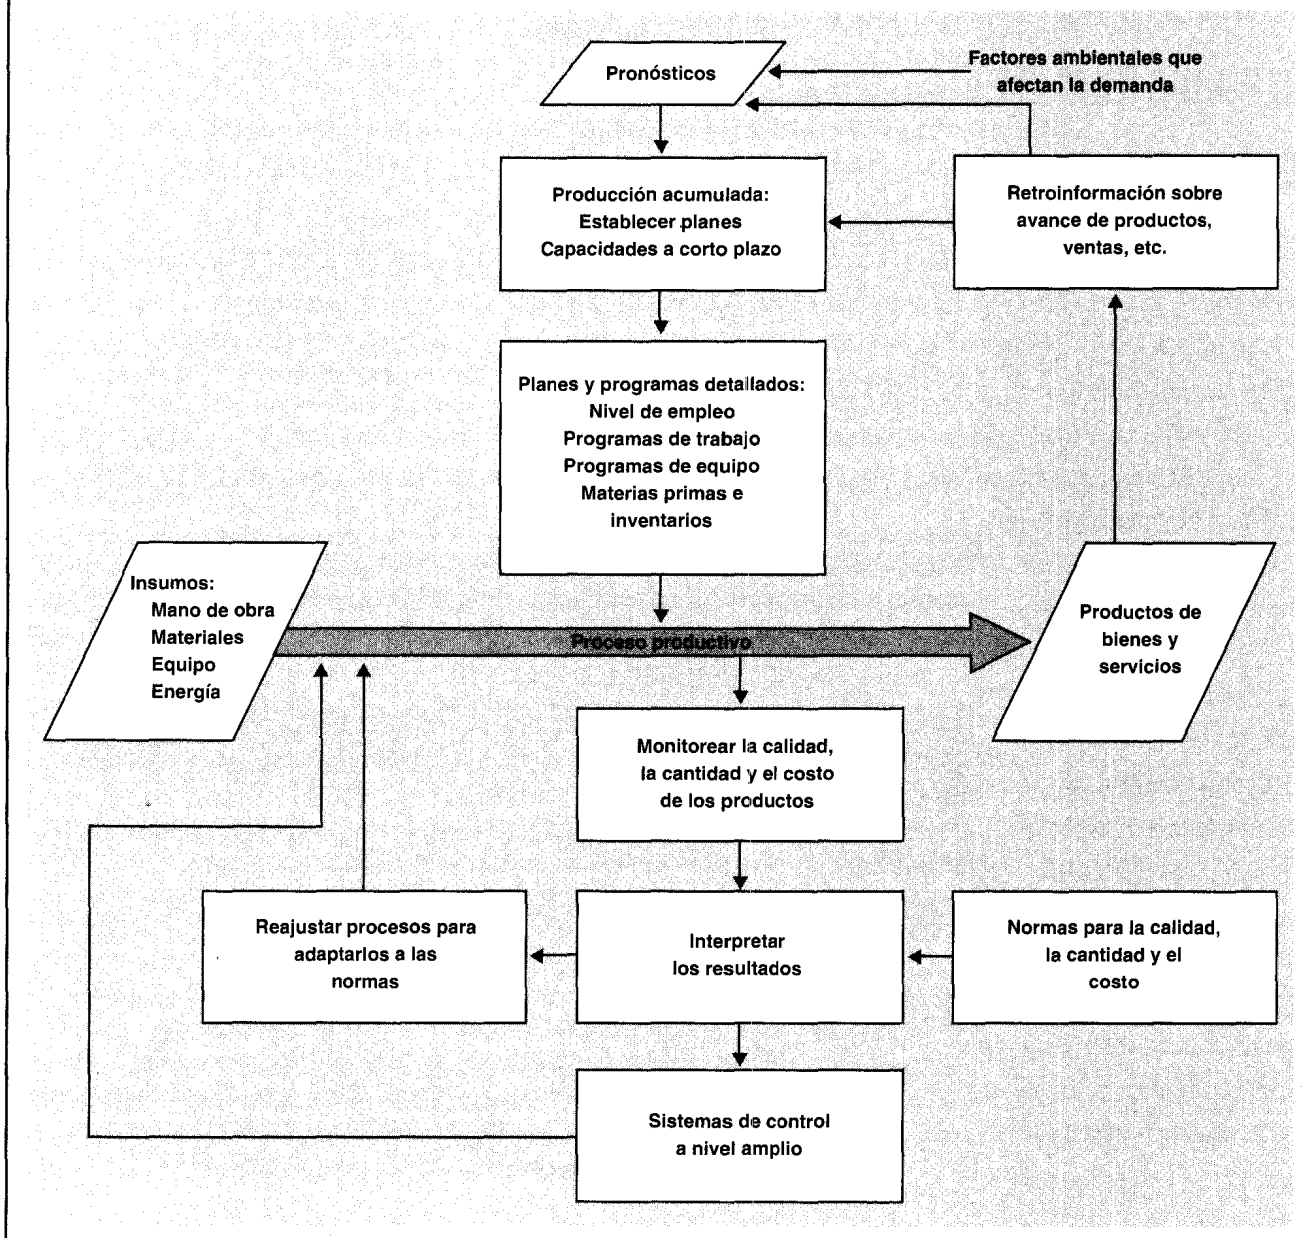 Pronósticos
Factores ambientales que
afectan la demanda
Producción acumulada:
Establecer planes
Capacidades a corto plazo
Retroinformación sobre
avance de productos,
ventas, etc.
Planes y programas detallados:
Nivel de empleo
Programas de trabajo
Programas de equipo
Materias primas e
inventarios
Insumos:
Mano de obra
Materiales
Equipo
Energía
Proceso productivo
Productos de
bienes y
servicios
Monitorear la calidad,
la cantidad y el costo
de los productos
Reajustar procesos para
adaptarlos a las
normas
Interpretar
los resultados
Normas para la calidad,
la cantidad y el
costo
Sistemas de control
a nivel amplio